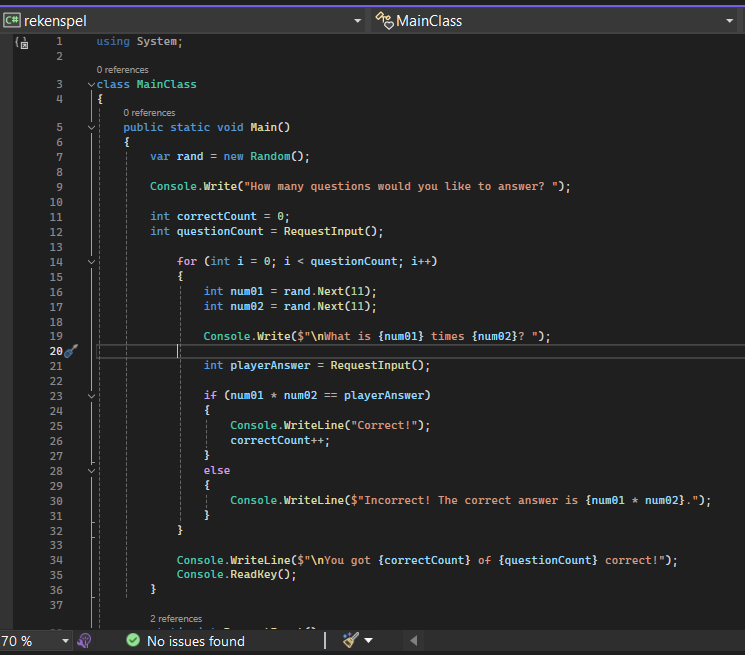 C# rekenspel MainClass
1 using System;
2
0 references
3 class MainClass
4 {
0 references
5 public static void Main()
6 {
7 var rand = new Random();
8
9 Console.Write("How many questions would you like to answer? ");
10
11 int correctCount = 0;
12 int questionCount = RequestInput();
13
14 for (int i = 0; i < questionCount; i++)
15 {
16 int num01 = rand.Next(11);
17 int num02 = rand.Next(11);
18
19 Console.Write($"\nWhat is {num01} times {num02}? ");
20
21 int playerAnswer = RequestInput();
22
23 if (num01 * num02 == playerAnswer)
24 {
25 Console.WriteLine("Correct!");
26 correctCount++;
27 }
28 else
29 {
30 Console.WriteLine($"Incorrect! The correct answer is {num01 * num02}.");
31 }
32 }
33
34 Console.WriteLine($"\nYou got {correctCount} of {questionCount} correct!");
35 Console.ReadKey();
36 }
37
2 references
70 % No issues found